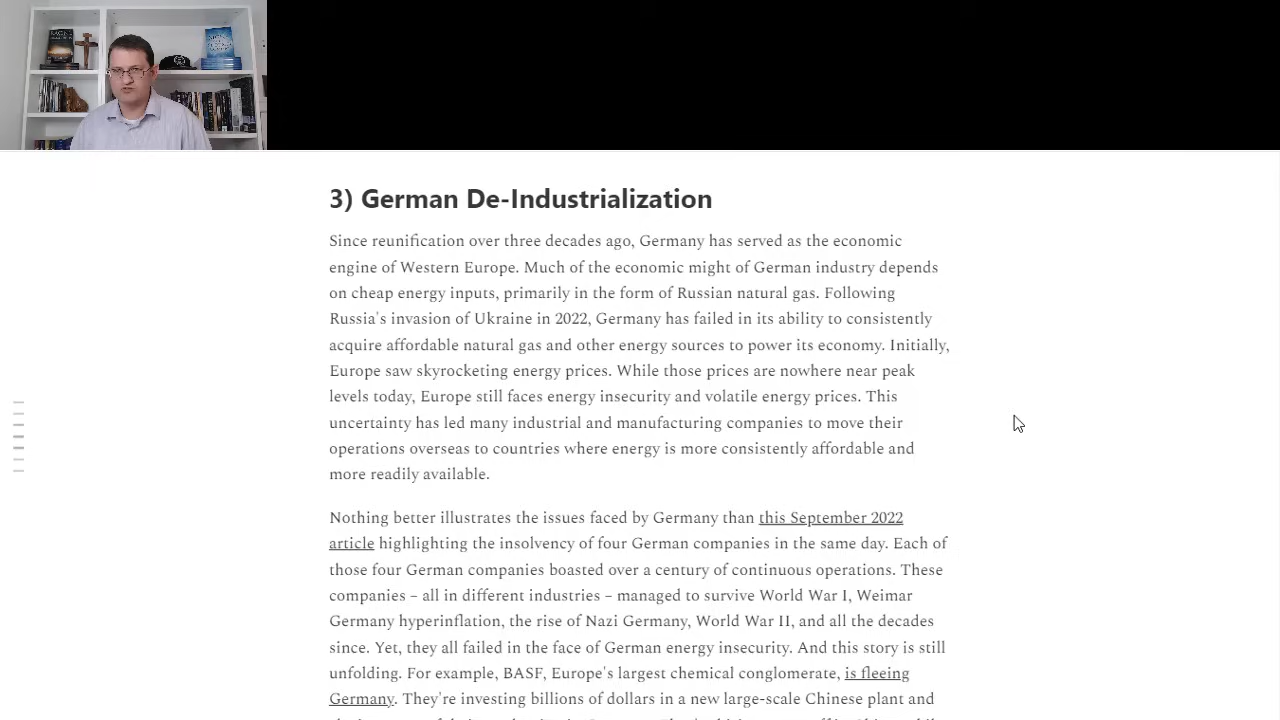 3) German De-Industrialization
Since reunification over three decades ago, Germany has served as the economic
engine of Western Europe. Much of the economic might of German industry depends
on cheap energy inputs, primarily in the form of Russian natural gas. Following
Russia's invasion of Ukraine in 2022, Germany has failed in its ability to consistently
acquire affordable natural gas and other energy sources to power its economy. Initially,
Europe saw skyrocketing energy prices. While those prices are nowhere near peak
levels today, Europe still faces energy insecurity and volatile energy prices. This
uncertainty has led many industrial and manufacturing companies to move their
operations overseas to countries where energy is more consistently affordable and
more readily available.
Nothing better illustrates the issues faced by Germany than this September 2022
article highlighting the insolvency of four German companies in the same day. Each of
those four German companies boasted over a century of continuous operations. These
companies – all in different industries – managed to survive World War I, Weimar
Germany hyperinflation, the rise of Nazi Germany, World War II, and all the decades
since. Yet, they all failed in the face of German energy insecurity. And this story is still
unfolding. For example, BASF, Europe's largest chemical conglomerate, is fleeing
Germany. They're investing billions of dollars in a new large-scale Chinese plant and